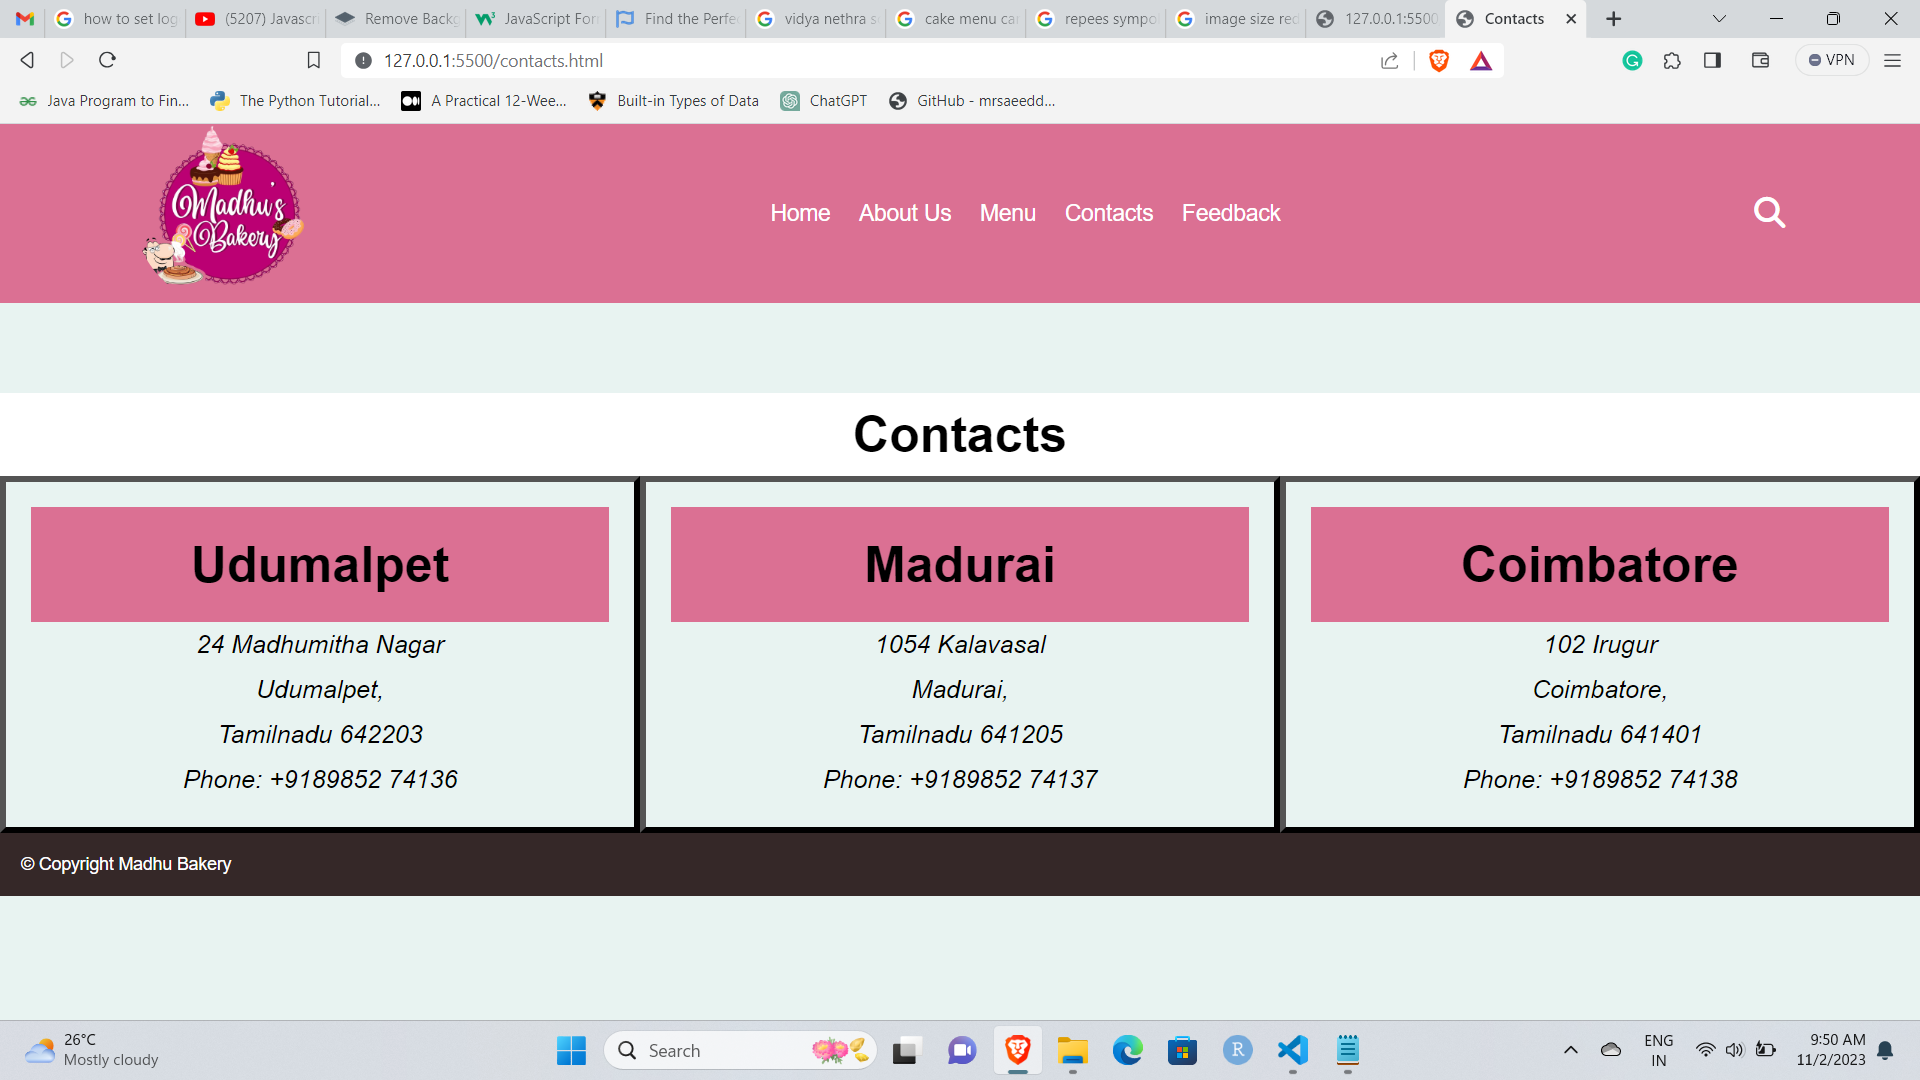 how to set log
(5207) Javascr
Remove Backg
JavaScript For
Find the Perfe
vidya nethra s
cake menu ca
repees sympo
image size red
127.0.0.1:5500
Contacts
127.0.0.1:5500/contacts.html
VPN
Java Program to Fin...
The Python Tutorial...
A Practical 12-Wee...
Built-in Types of Data
ChatGPT
GitHub - mrsaeedd...
Madhu's
Bakery
Home
About Us
Menu
Contacts
Feedback
Contacts
Udumalpet
24 Madhumitha Nagar
Udumalpet,
Tamilnadu 642203
Phone: +9189852 74136
Madurai
1054 Kalavasal
Madurai,
Tamilnadu 641205
Phone: +9189852 74137
Coimbatore
102 Irugur
Coimbatore,
Tamilnadu 641401
Phone: +9189852 74138
© Copyright Madhu Bakery
26°C
Mostly cloudy
Search
ENG
IN
9:50 AM
11/2/2023